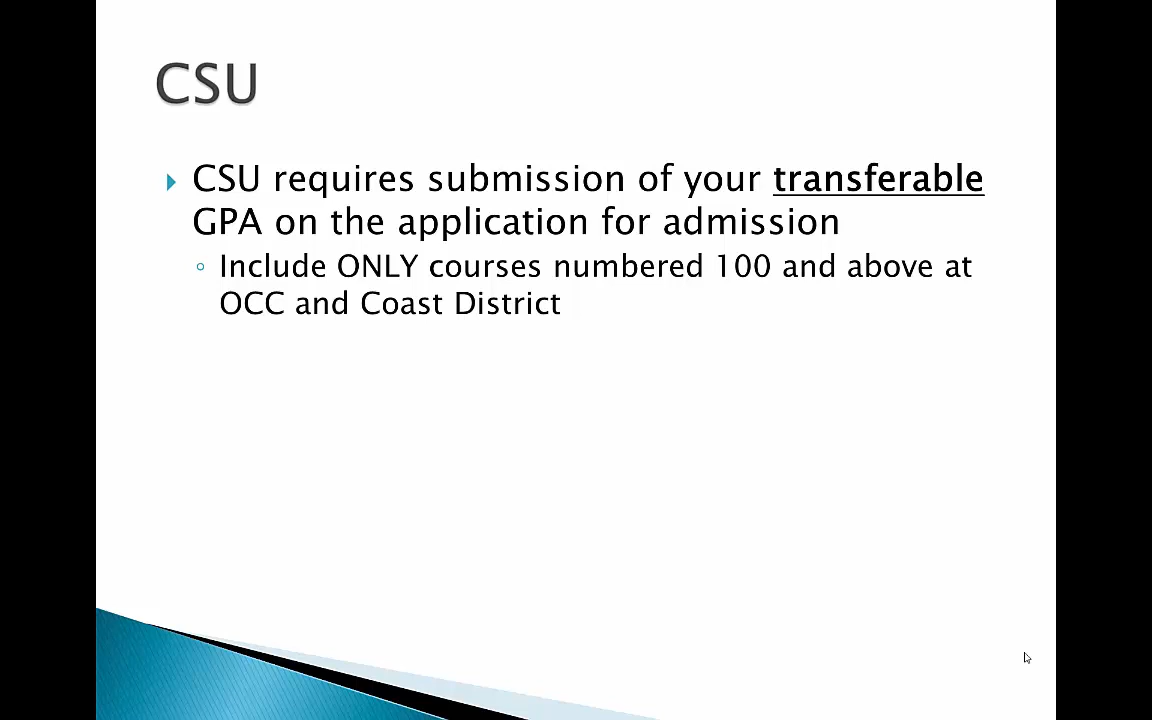 CSU
CSU requires submission of your transferable
GPA on the application for admission
Include ONLY courses numbered 100 and above at
OCC and Coast District